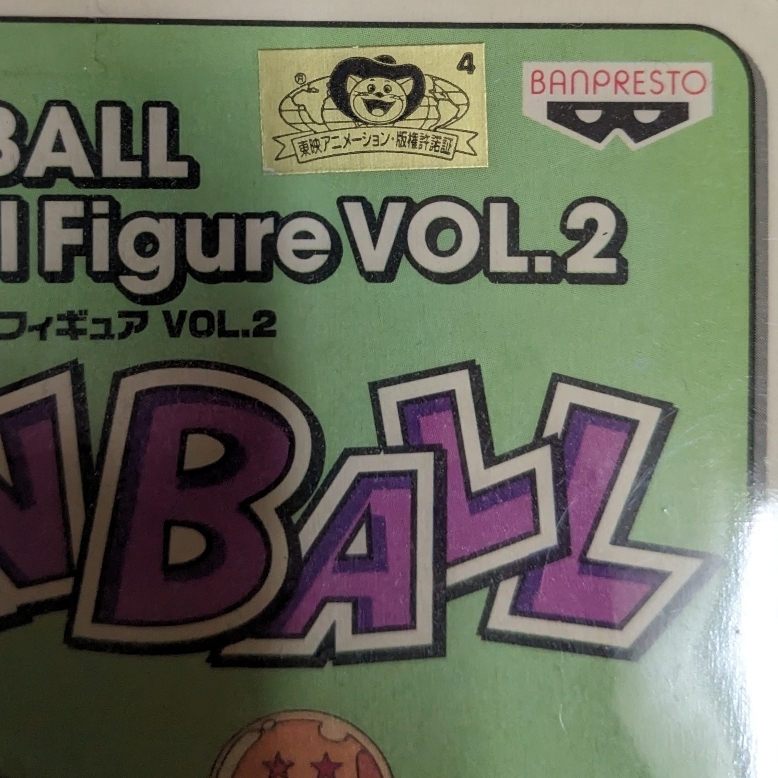 4
®
東映アニメーション・版権許諾証
BANPRESTO
BALL
l Figure VOL.2
フィギュア VOL.2
N BALL